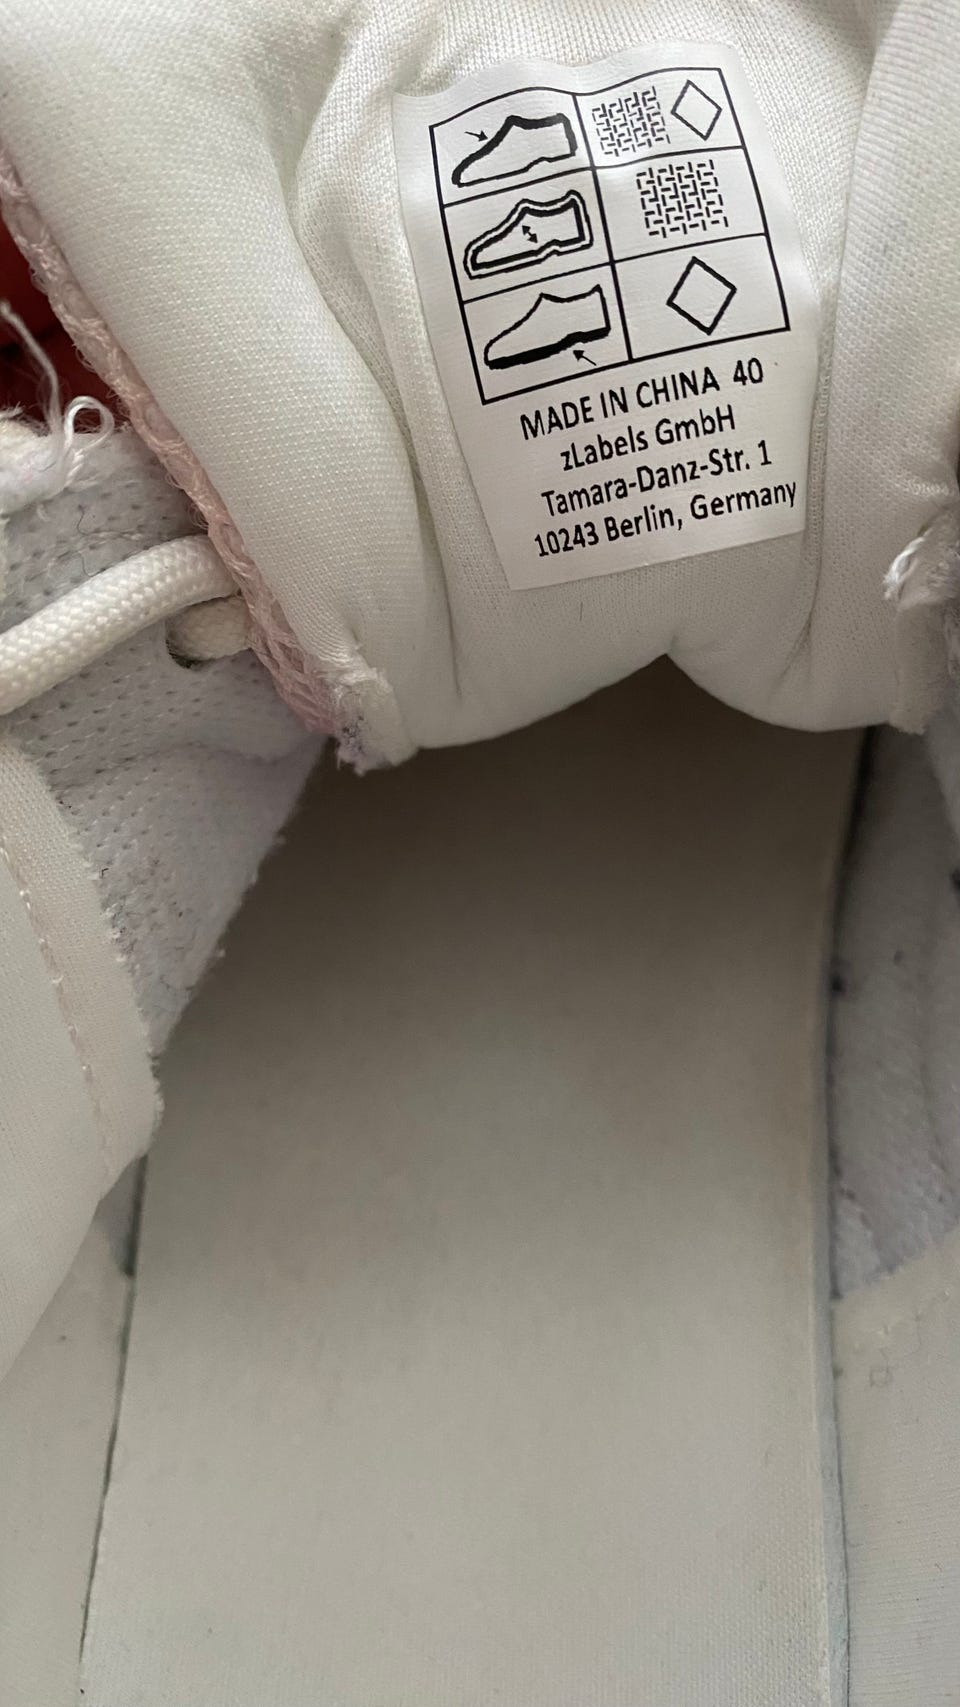 MADE IN CHINA 40
zLabels GmbH
Tamara-Danz-Str. 1
10243 Berlin, Germany